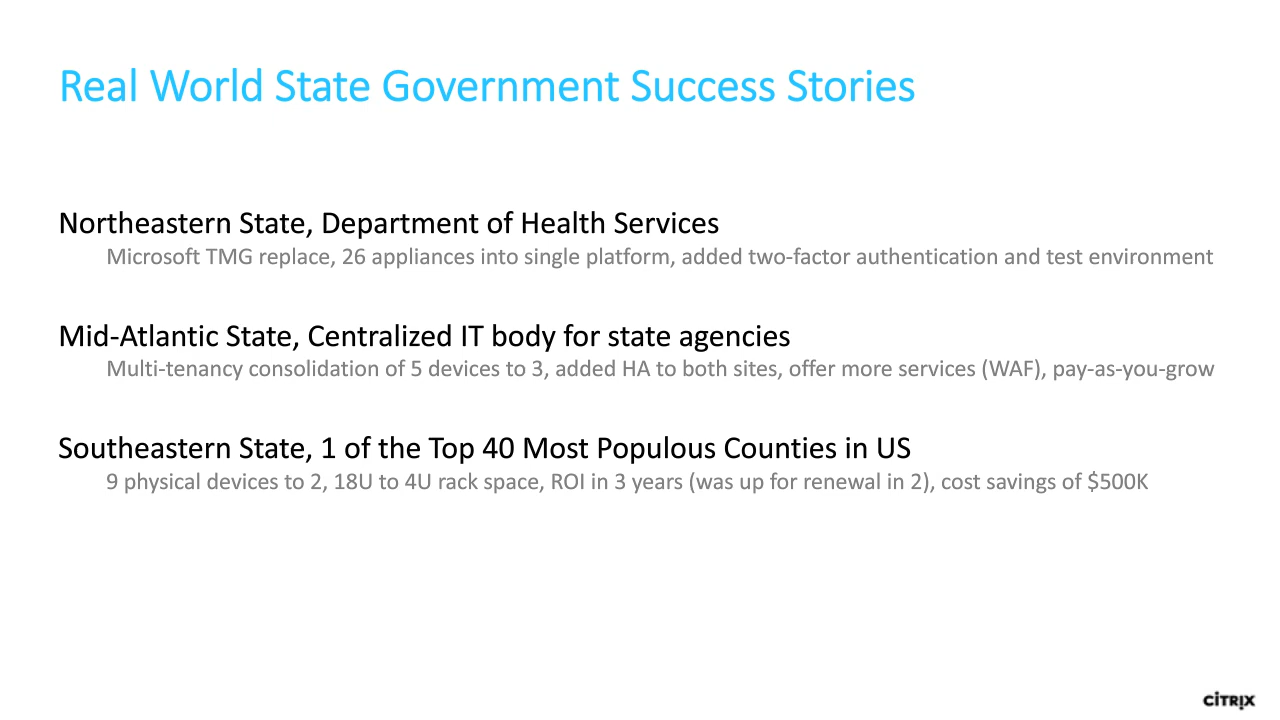 Real World State Government Success Stories
Northeastern State, Department of Health Services
Microsoft TMG replace, 26 appliances into single platform, added two-factor authentication and test environment
Mid-Atlantic State, Centralized IT body for state agencies
Multi-tenancy consolidation of 5 devices to 3, added HA to both sites, offer more services (WAF), pay-as-you-grow
Southeastern State, 1 of the Top 40 Most Populous Counties in US
9 physical devices to 2, 18U to 4U rack space, ROI in 3 years (was up for renewal in 2), cost savings of $500K
CiTRIX